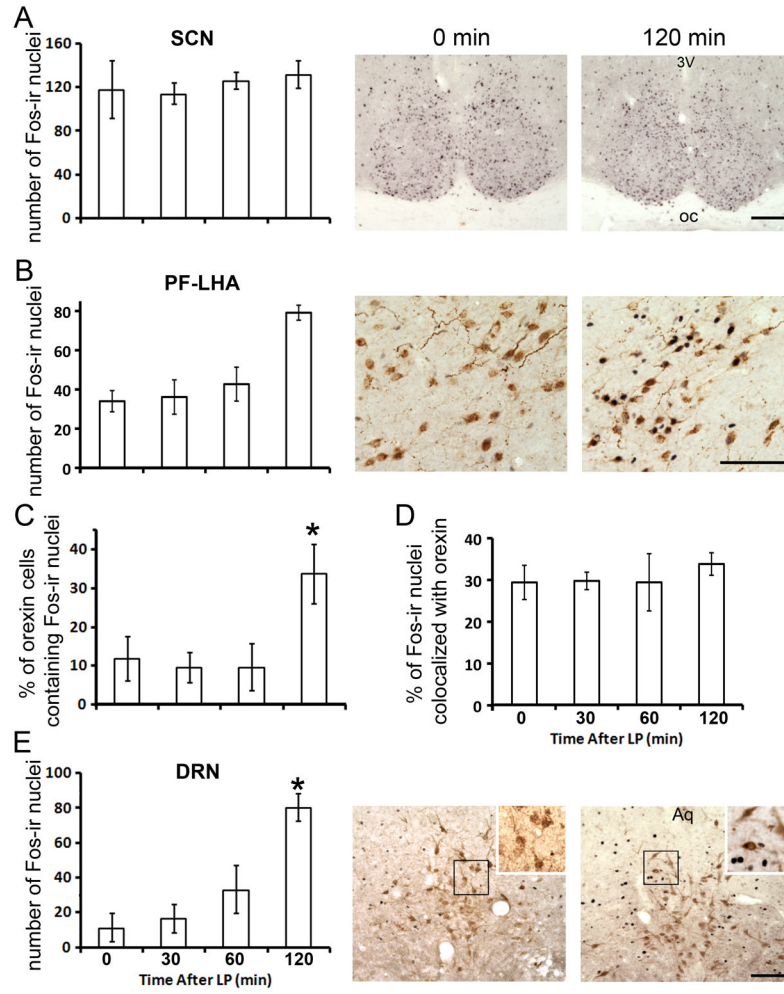 A
SCN
0 min
120 min
number of Fos-ir nuclei
160
120
80
40
0
3V
oc
B
PF-LHA
number of Fos-ir nuclei
80
60
40
20
0
C
% of orexin cells
containing Fos-ir nuclei
40
30
20
10
0
*
D
% of Fos-ir nuclei
colocalized with orexin
40
30
20
10
0
0 30 60 120
Time After LP (min)
E
DRN
number of Fos-ir nuclei
100
80
60
40
20
0
*
0 30 60 120
Time After LP (min)
Aq